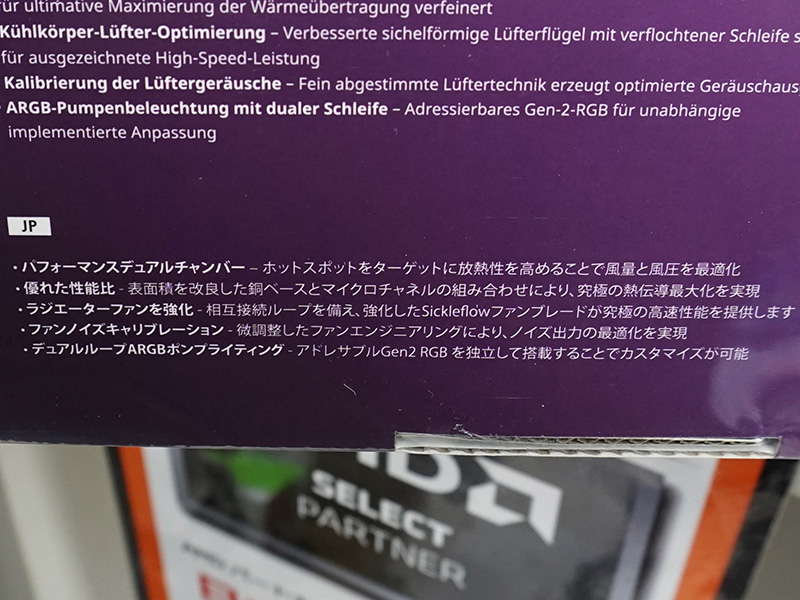 für ultimative Maximierung der Wärmeübertragung verfeinert
Kühlkörper-Lüfter-Optimierung – Verbesserte sichelförmige Lüfterflügel mit verflochtener Schleife
für ausgezeichnete High-Speed-Leistung
Kalibrierung der Lüftergeräusche – Fein abgestimmte Lüftertechnik erzeugt optimierte
ARGB-Pumpenbeleuchtung mit dualer Schleife – Adressierbares Gen-2-RGB für unabhängige
implementierte Anpassung
JP
・パフォーマンスデュアルチャンバー – ホットスポットをターゲットに放熱性を高めることで風量と風圧を最適化
・優れた性能比 - 表面積を改良した銅ベースとマイクロチャネルの組み合わせにより、究極の熱伝導最大化を実現
・ラジエーターファンを強化 - 相互接続ループを備え、強化したSickleflowファンブレードが究極の高速性能を提供します
・ファンノイズキャリブレーション - 微調整したファンエンジニアリングにより、ノイズ出力の最適化を実現
・デュアルループARGBポンプライティング - アドレサブルGen2 RGB を独立して搭載することでカスタマイズが可能
SELECT
PARTNER